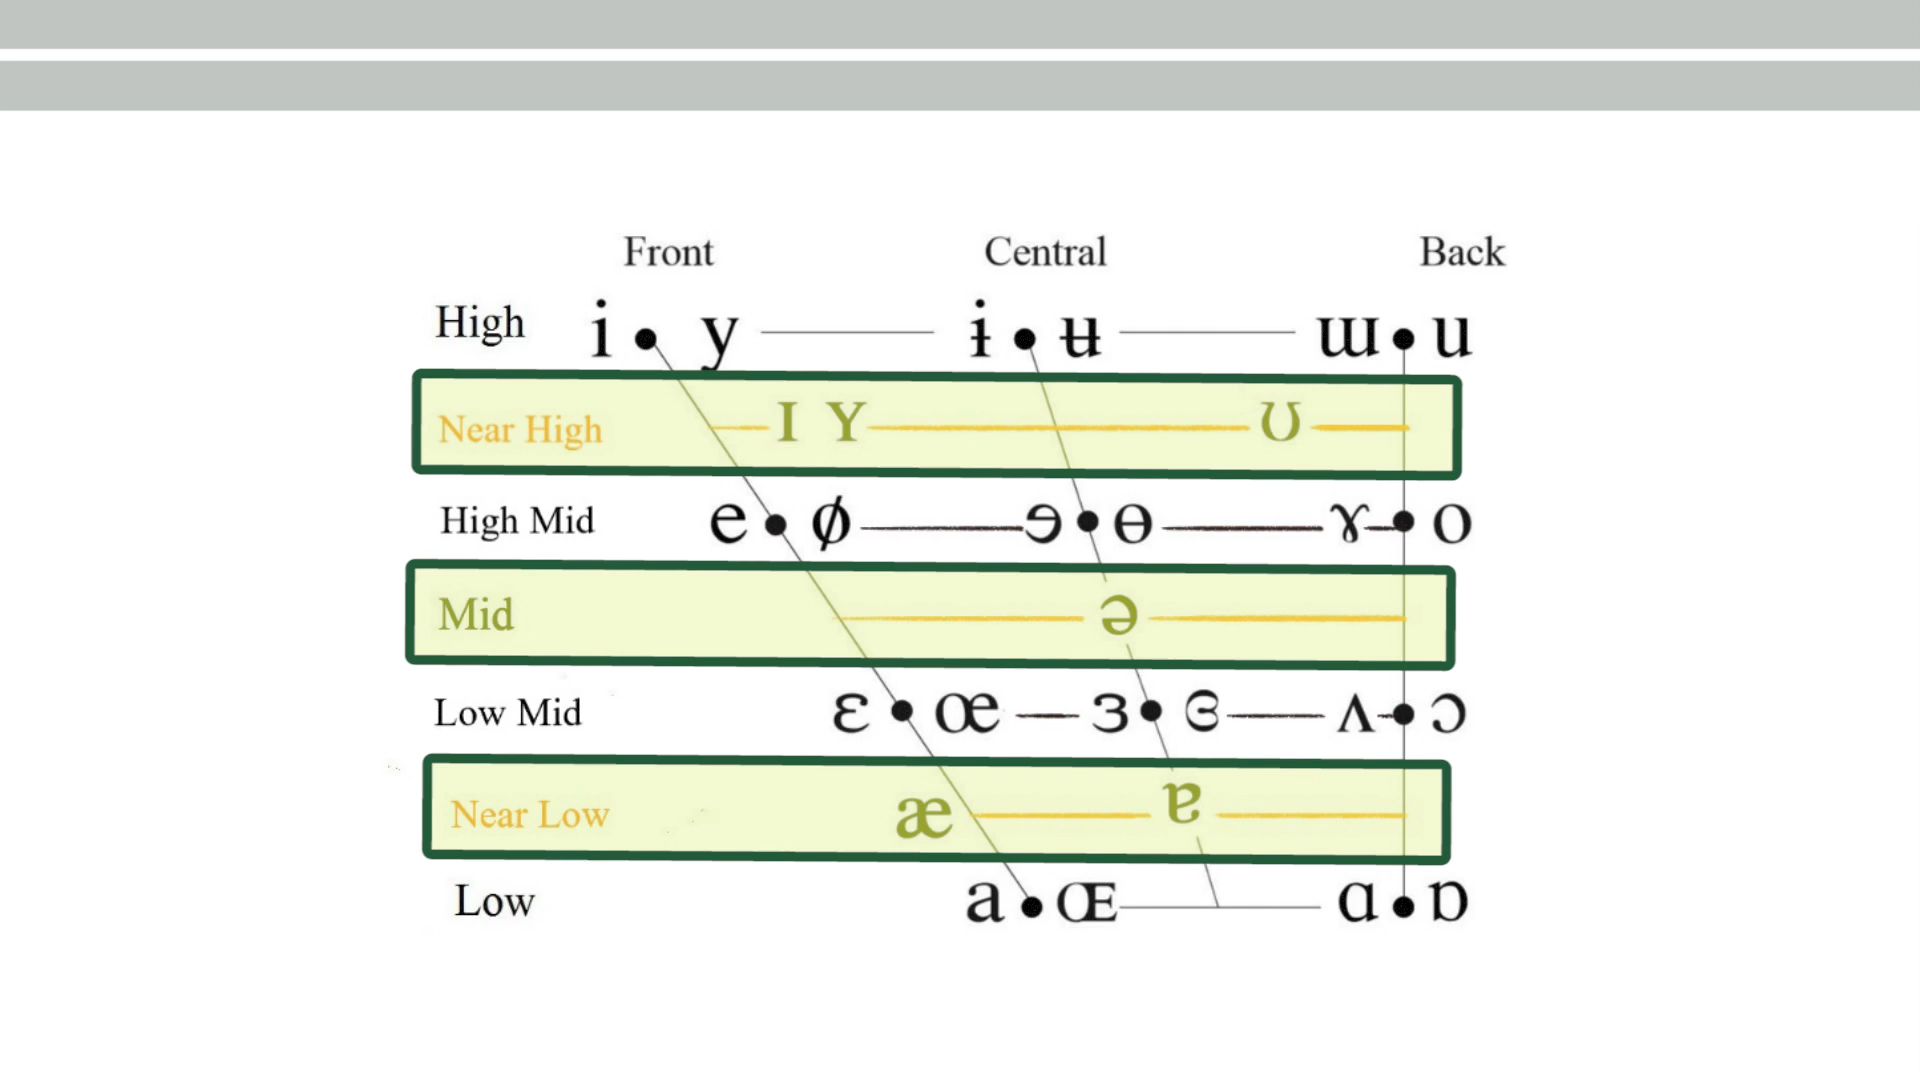 Front Central Back
High i y ɨ ʉ ɯ u
Near High I Y Ʊ
High Mid e ø ɘ ɵ ɤ o
Mid ə
Low Mid ɛ œ ɜ ɞ ʌ ɔ
Near Low æ ɐ
Low a Œ ɑ ɒ